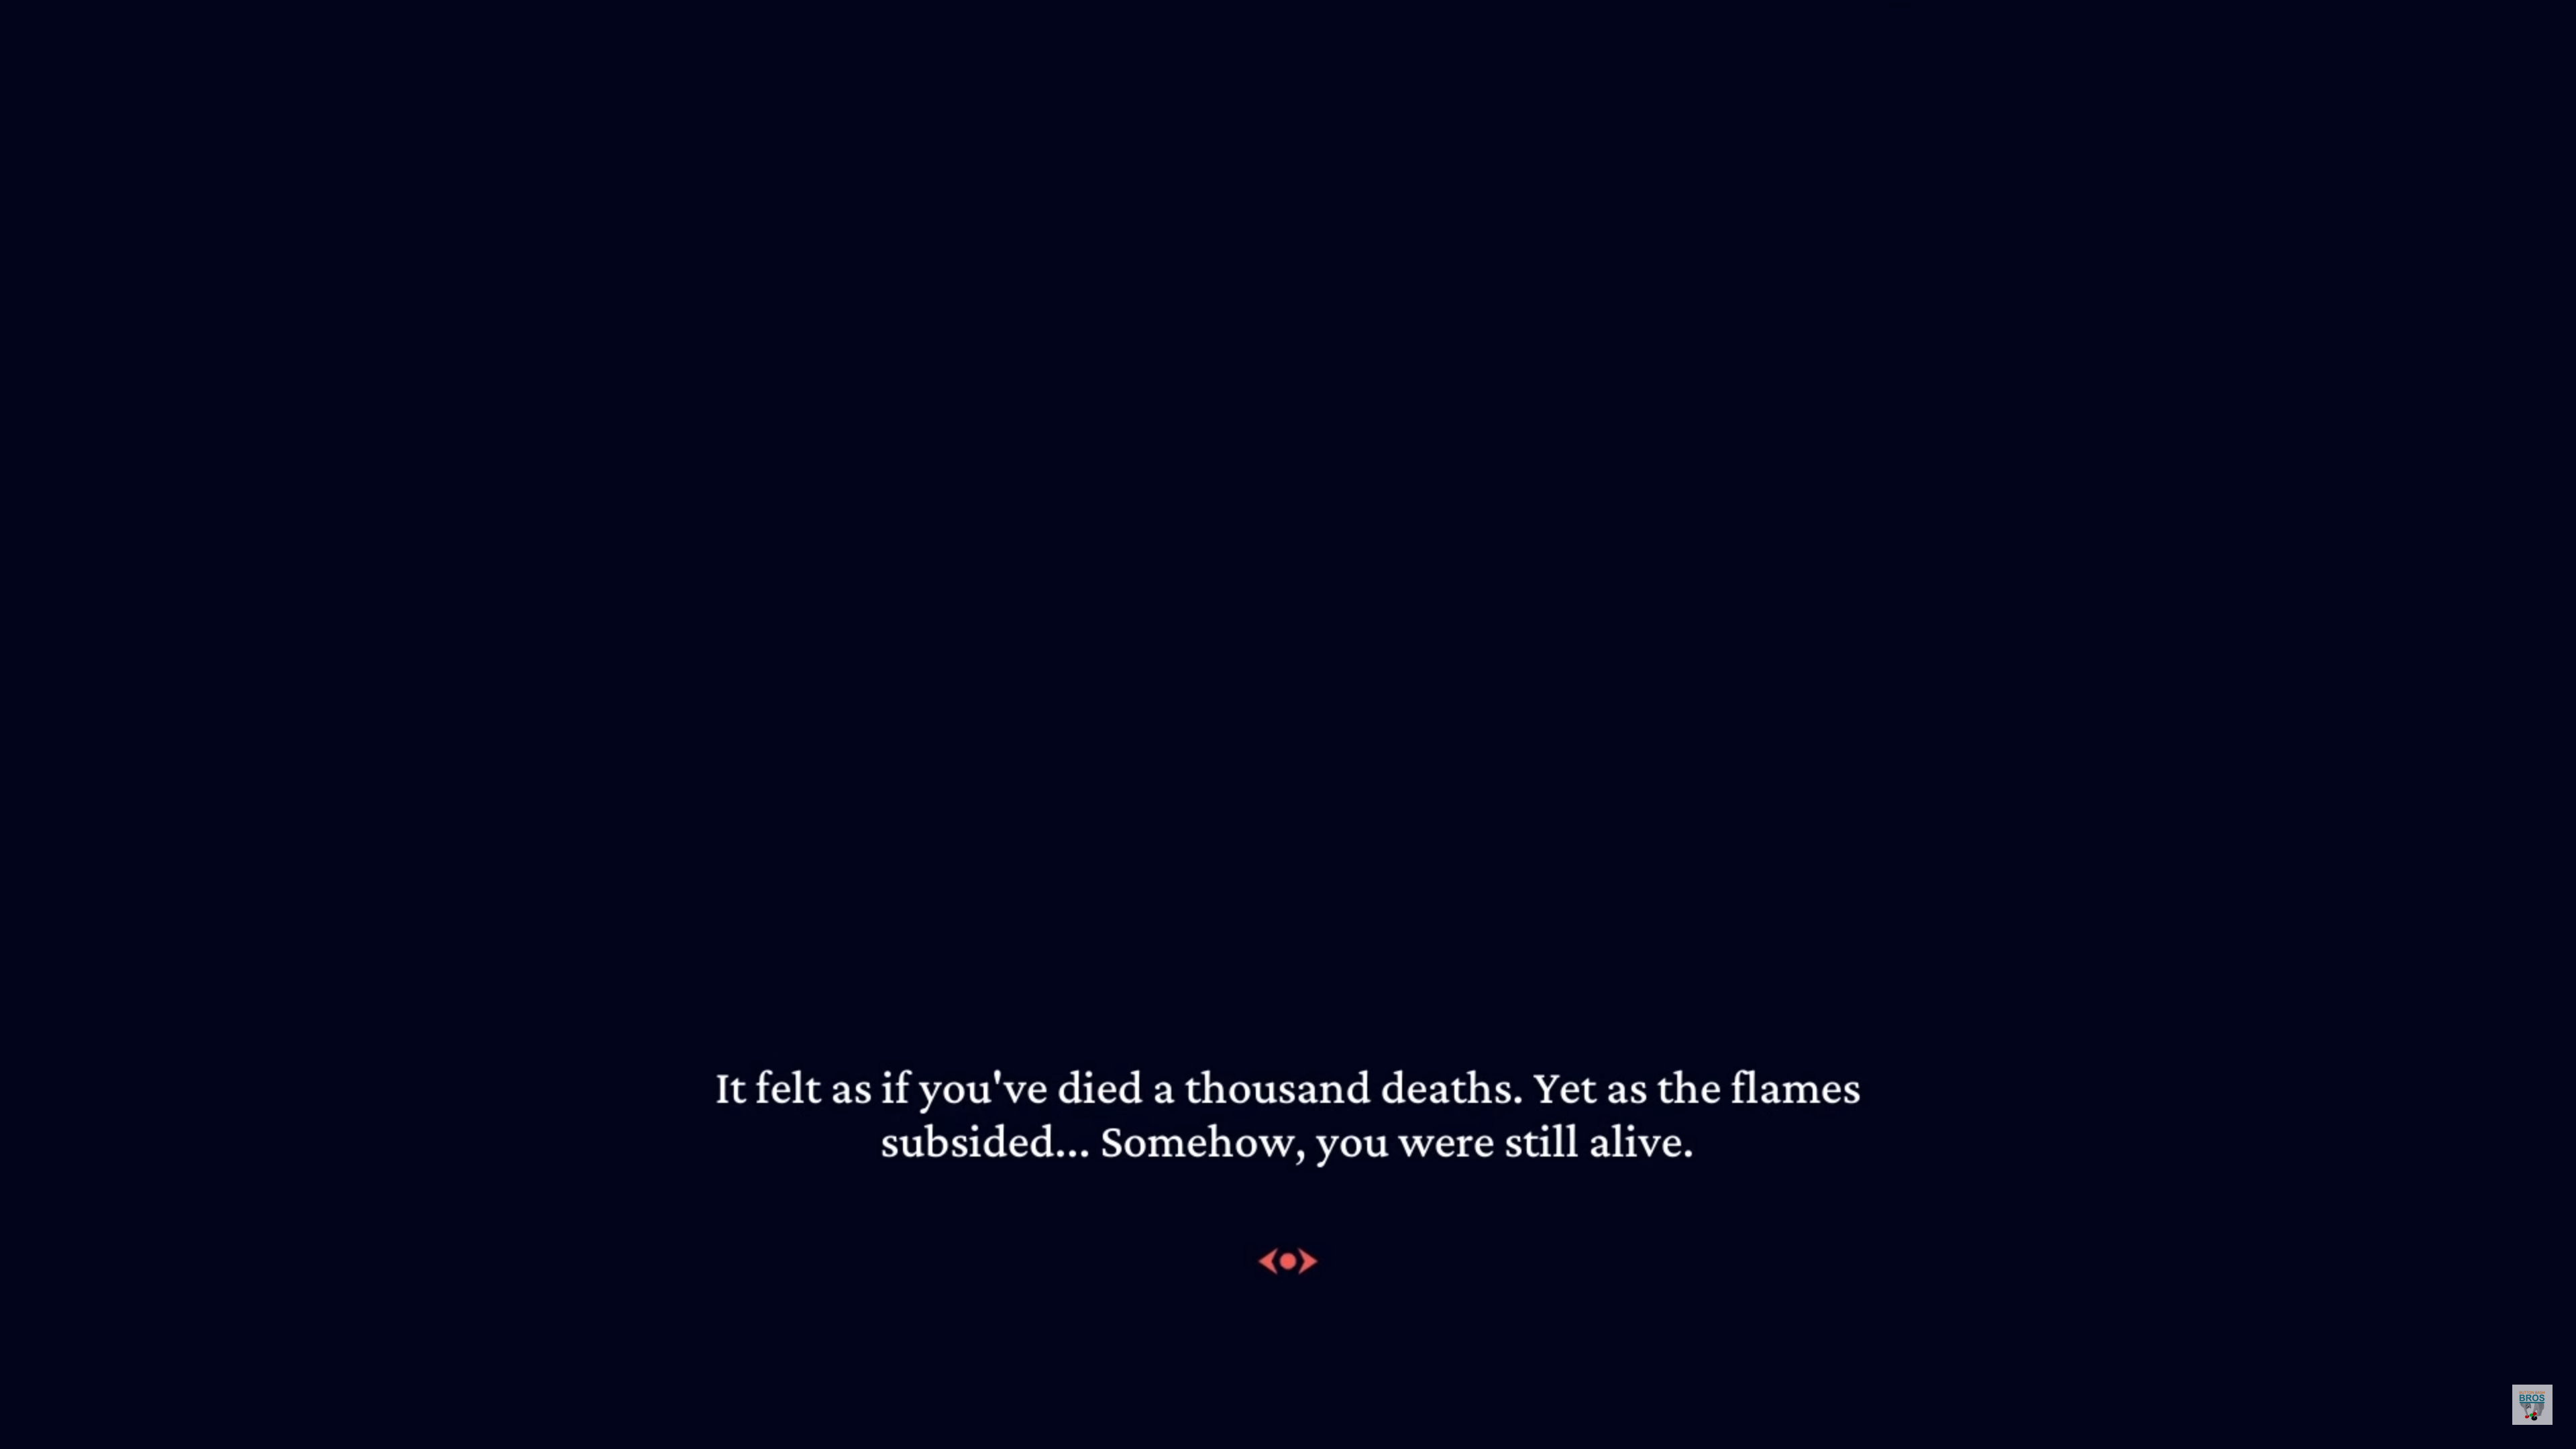 It felt as if you've died a thousand deaths. Yet as the flames
subsided... Somehow, you were still alive.
BROS